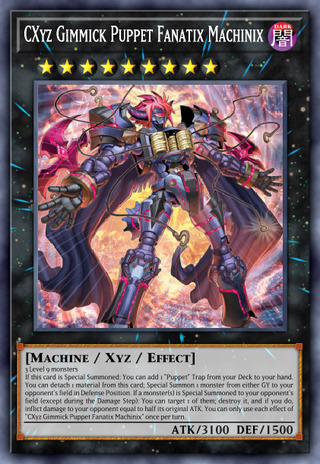 CXyz Gimmick Puppet Fanatix Machinix
DARK
闇
[Machine / Xyz / Effect]
3 Level 9 monsters
If this card is Special Summoned: You can add 1 "Puppet" Trap from your Deck to your hand.
You can detach 1 material from this card; Special Summon 1 monster from either GY to your
opponent's field in Defense Position. If a monster(s) is Special Summoned to your opponent's
field (except during the Damage Step): You can target 1 of them; destroy it, and if you do,
inflict damage to your opponent equal to half its original ATK. You can only use each effect of
"CXyz Gimmick Puppet Fanatix Machinix" once per turn.
ATK/3100 DEF/1500